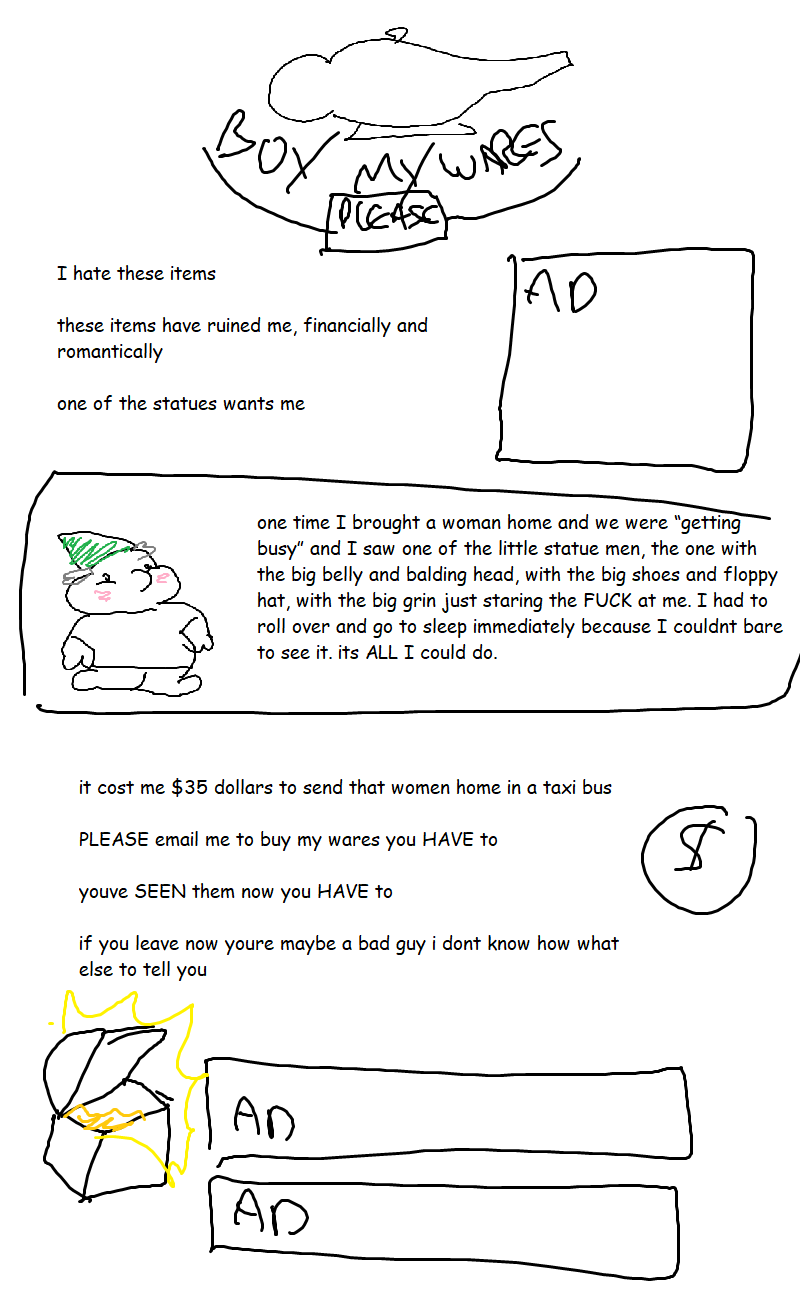 BOY MY WARES
PLEASE
I hate these items
AD
these items have ruined me, financially and
romantically
one of the statues wants me
one time I brought a woman home and we were “getting
busy” and I saw one of the little statue men, the one with
the big belly and balding head, with the big shoes and floppy
hat, with the big grin just staring the FUCK at me. I had to
roll over and go to sleep immediately because I couldnt bare
to see it. its ALL I could do.
it cost me $35 dollars to send that women home in a taxi bus
PLEASE email me to buy my wares you HAVE to
$
youve SEEN them now you HAVE to
if you leave now youre maybe a bad guy i dont know how what
else to tell you
AD
AD